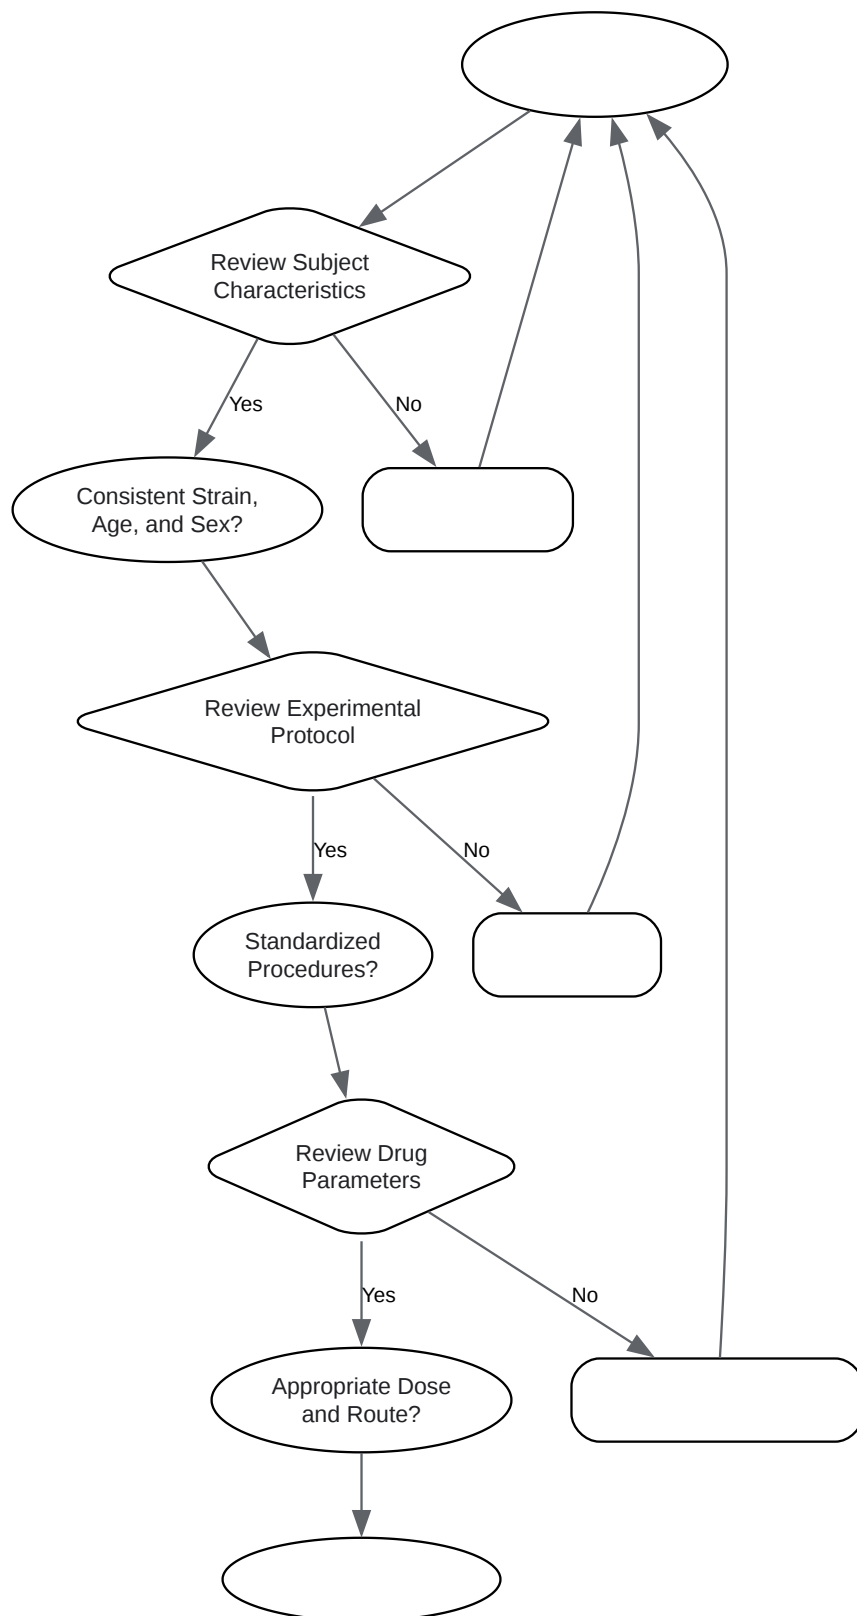 Review Subject
Characteristics
Yes
No
Consistent Strain,
Age, and Sex?
Review Experimental
Protocol
Yes
No
Standardized
Procedures?
Review Drug
Parameters
Yes
No
Appropriate Dose
and Route?